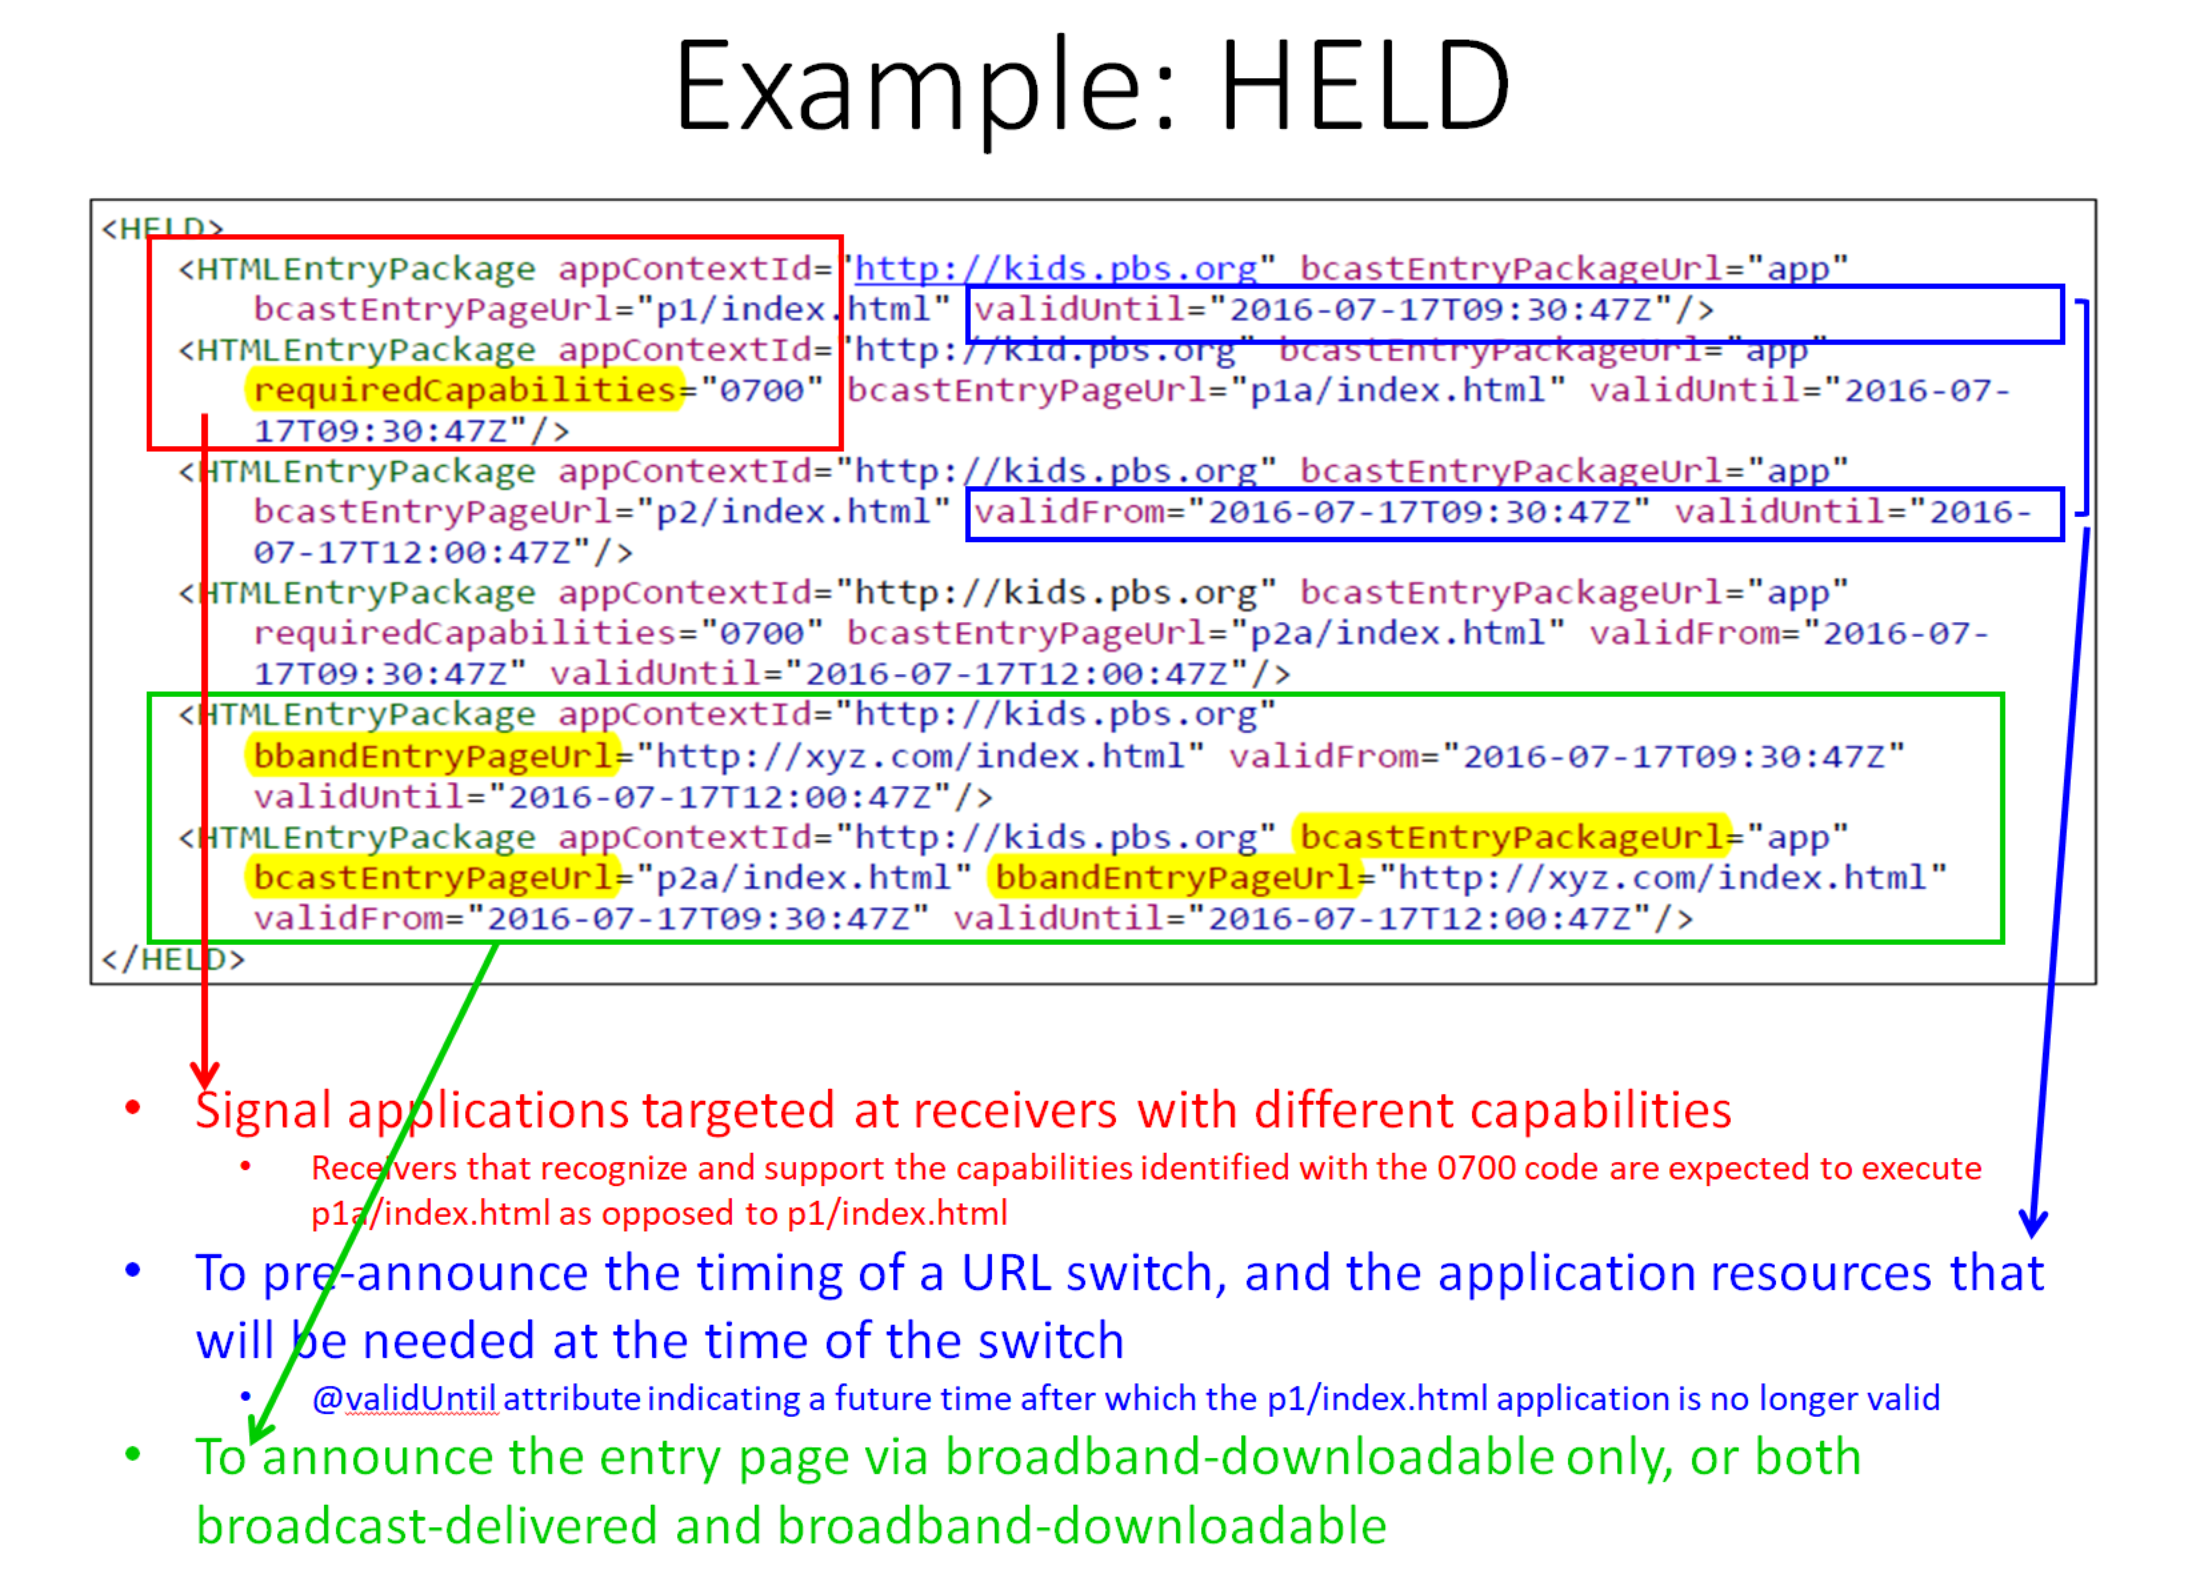 Example: HELD
<HELD>
<HTMLEntryPackage appContextId="http://kids.pbs.org" bcastEntryPackageUrl="app"
bcastEntryPageUrl="p1/index.html" validUntil="2016-07-17T09:30:47Z"/>
<HTMLEntryPackage appContextId="http://kid.pbs.org" bcastEntryPackageUrl="app"
requiredCapabilities="0700" bcastEntryPageUrl="p1a/index.html" validUntil="2016-07-
17T09:30:47Z"/>
<HTMLEntryPackage appContextId="http://kids.pbs.org" bcastEntryPackageUrl="app"
bcastEntryPageUrl="p2/index.html" validFrom="2016-07-17T09:30:47Z" validUntil="2016-
07-17T12:00:47Z"/>
<HTMLEntryPackage appContextId="http://kids.pbs.org" bcastEntryPackageUrl="app"
requiredCapabilities="0700" bcastEntryPageUrl="p2a/index.html" validFrom="2016-07-
17T09:30:47Z" validUntil="2016-07-17T12:00:47Z"/>
<HTMLEntryPackage appContextId="http://kids.pbs.org"
bbandEntryPageUrl="http://xyz.com/index.html" validFrom="2016-07-17T09:30:47Z"
validUntil="2016-07-17T12:00:47Z"/>
<HTMLEntryPackage appContextId="http://kids.pbs.org" bcastEntryPackageUrl="app"
bcastEntryPageUrl="p2a/index.html" bbandEntryPageUrl="http://xyz.com/index.html"
validFrom="2016-07-17T09:30:47Z" validUntil="2016-07-17T12:00:47Z"/>
</HELD>
• Signal applications targeted at receivers with different capabilities
• Receivers that recognize and support the capabilities identified with the 0700 code are expected to execute
p1a/index.html as opposed to p1/index.html
• To pre-announce the timing of a URL switch, and the application resources that
will be needed at the time of the switch
• @validUntil attribute indicating a future time after which the p1/index.html application is no longer valid
• To announce the entry page via broadband-downloadable only, or both
broadcast-delivered and broadband-downloadable